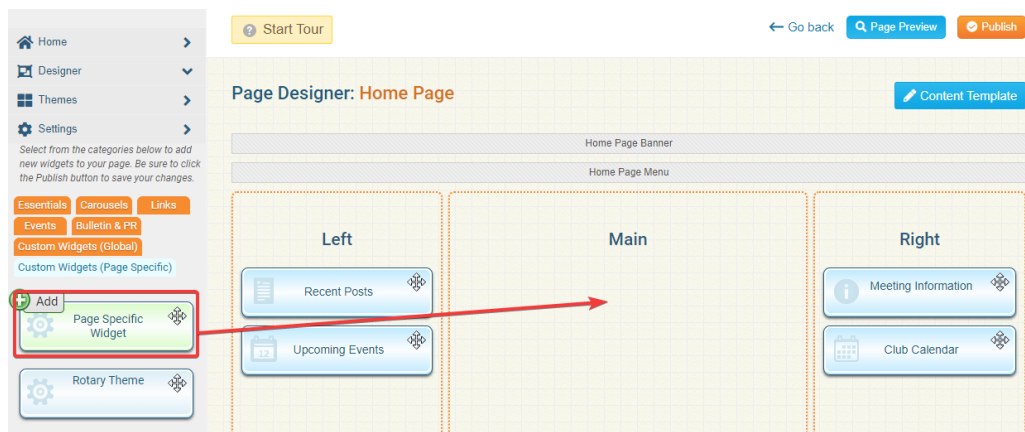 Start Tour
Go back
Page Preview
Publish
Home
Designer
Themes
Settings
Select from the categories below to add
new widgets to your page. Be sure to click
the Publish button to save your changes.
Essentials
Carousels
Links
Events
Bulletin & PR
Custom Widgets (Global)
Custom Widgets (Page Specific)
Add
Page Specific
Widget
Rotary Theme
Page Designer: Home Page
Content Template
Home Page Banner
Home Page Menu
Left
Recent Posts
12
Upcoming Events
Main
Right
Meeting Information
Club Calendar